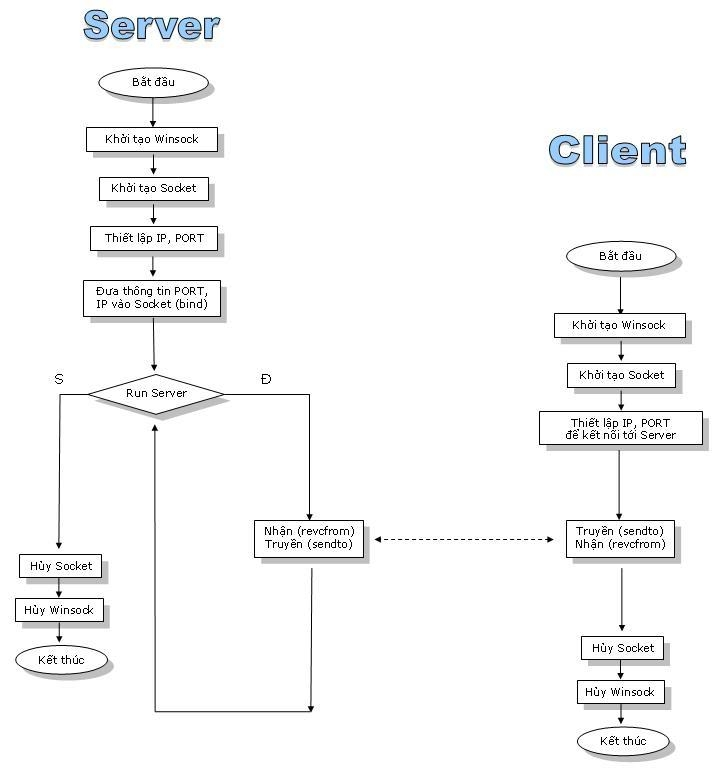 Server
Bắt đầu
Khởi tạo Winsock
Khởi tạo Socket
Thiết lập IP, PORT
Đưa thông tin PORT,
IP vào Socket (bind)
S
Run Server
Đ
Nhận (revcfrom)
Truyền (sendto)
Hủy Socket
Hủy Winsock
Kết thúc
Client
Bắt đầu
Khởi tạo Winsock
Khởi tạo Socket
Thiết lập IP, PORT
để kết nối tới Server
Truyền (sendto)
Nhận (revcfrom)
Hủy Socket
Hủy Winsock
Kết thúc